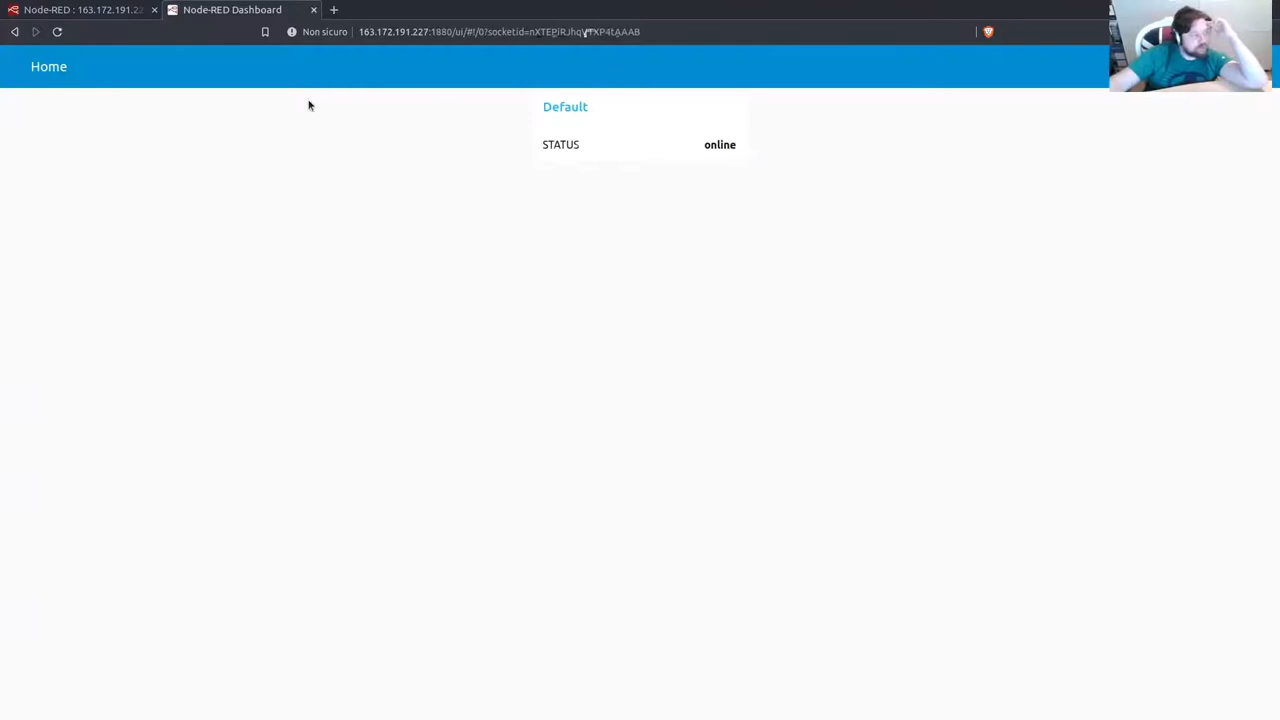 Node-RED : 163.172.191.22
Node-RED Dashboard
Non sicuro
163.172.191.227:1880/ui/#!/0?socketid=
Home
Default
STATUS online